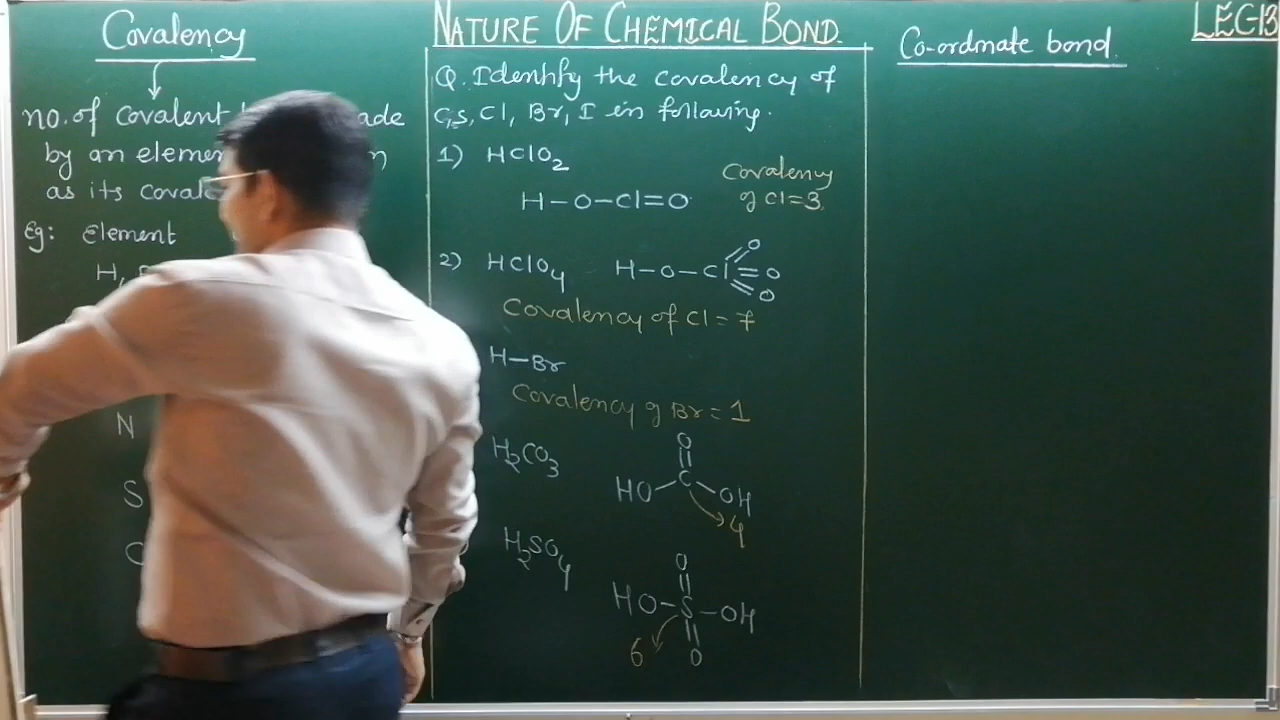 Covalency
no. of covalent ade
by an elemen n
as its covale
Eg: Element
H,
N
S
NATURE OF CHEMICAL BOND.
Q. Identify the covalency of
C,S, Cl, Br, I in following.
1) HClO2
H-O-Cl=O
Covalency
of Cl=3.
2) HClO4
H-O-Cl
O
=O
O
Covalency of Cl = 7
H-Br
Covalency of Br = 1
H2CO3
O
HO C OH
4
H2SO4
O
HO-S-OH
6
O
LEC-13
Co-ordinate bond.